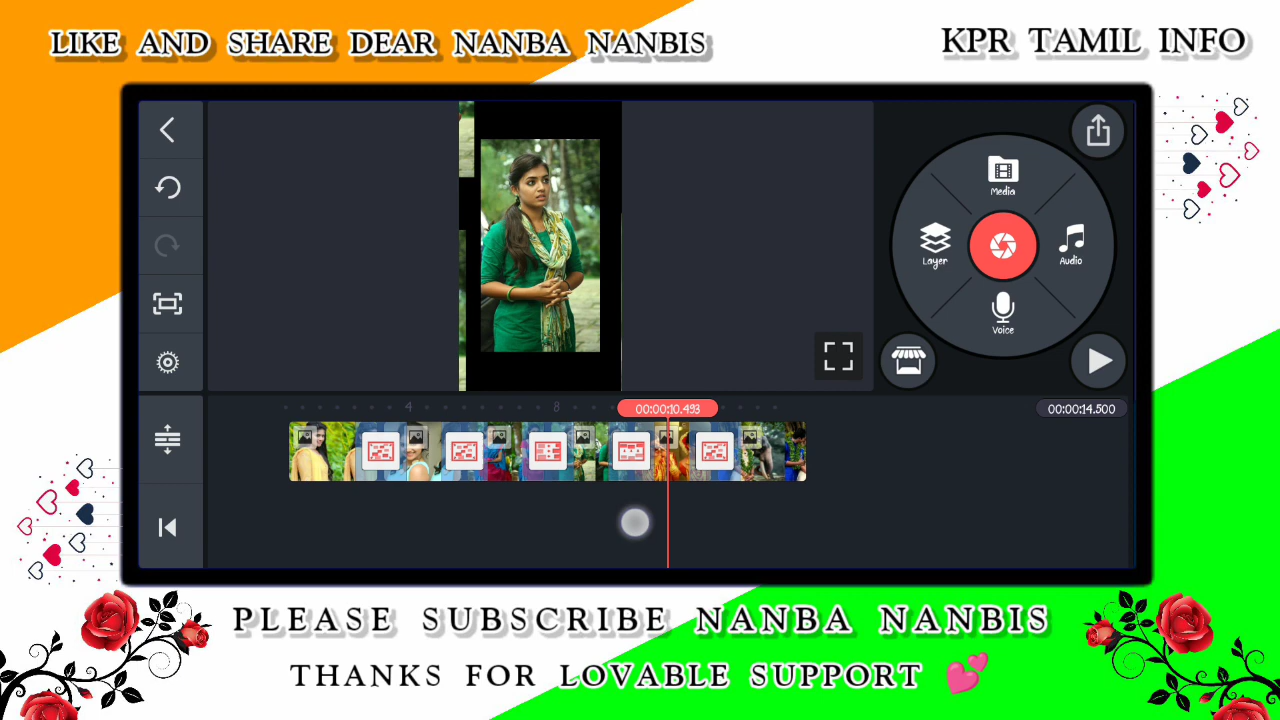 LIKE AND SHARE DEAR NANBA NANBIS
KPR TAMIL INFO
Media
Layer
Audio
Voice
4
8
00:00:10.493
00:00:14.500
PLEASE SUBSCRIBE NANBA NANBIS
THANKS FOR LOVABLE SUPPORT 💕